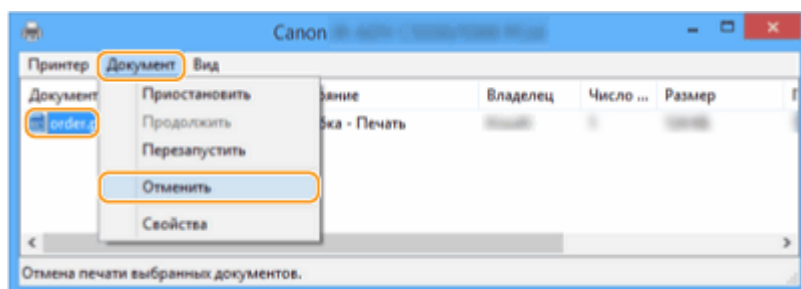 Canon
Принтер Документ Вид
Документ яние Владелец Число ... Размер
order. бка - Печать
Приостановить
Продолжить
Перезапустить
Отменить
Свойства
Отмена печати выбранных документов.